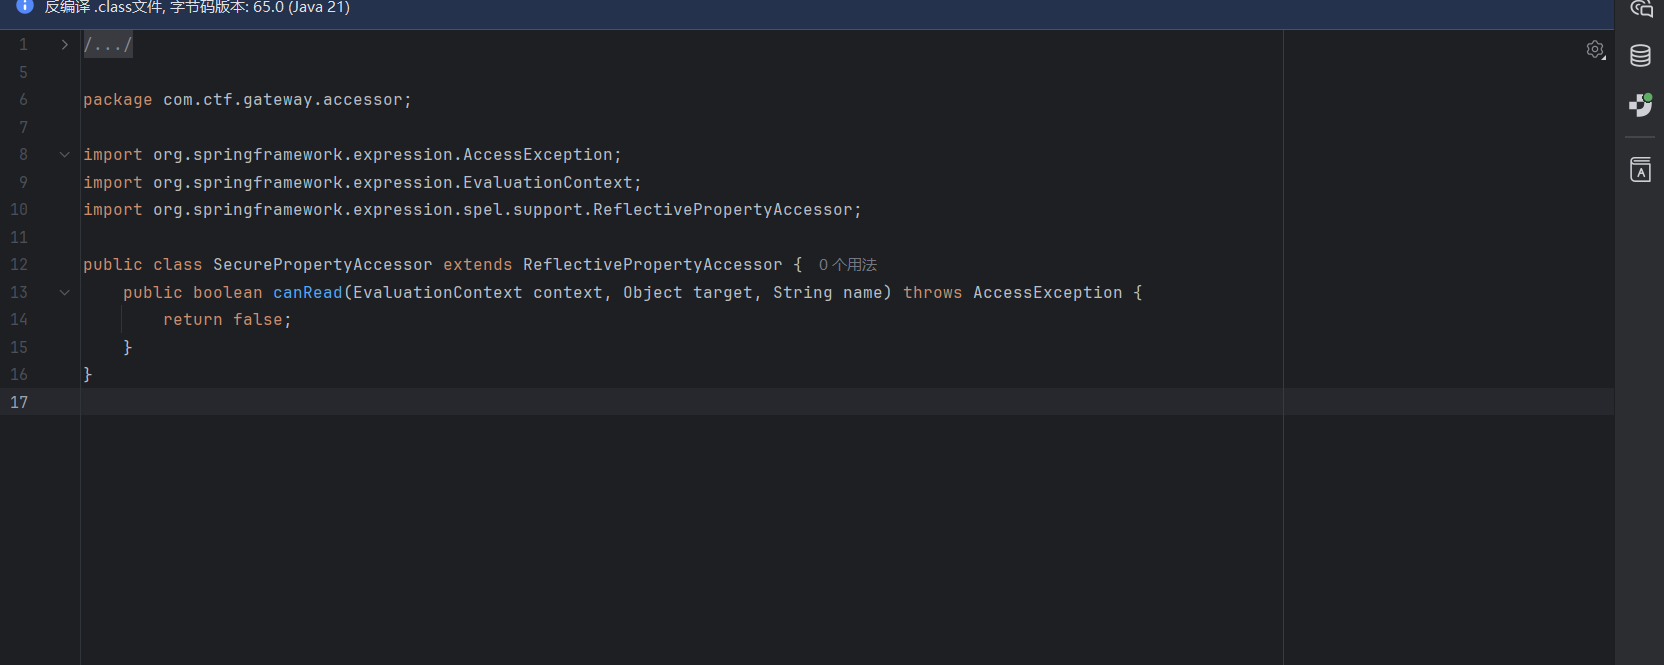 反编译 .class文件, 字节码版本: 65.0 (Java 21)
1 /.../
5
6 package com.ctf.gateway.accessor;
7
8 import org.springframework.expression.AccessException;
9 import org.springframework.expression.EvaluationContext;
10 import org.springframework.expression.spel.support.ReflectivePropertyAccessor;
11
12 public class SecurePropertyAccessor extends ReflectivePropertyAccessor { 0 个用法
13     public boolean canRead(EvaluationContext context, Object target, String name) throws AccessException {
14         return false;
15     }
16 }
17
A